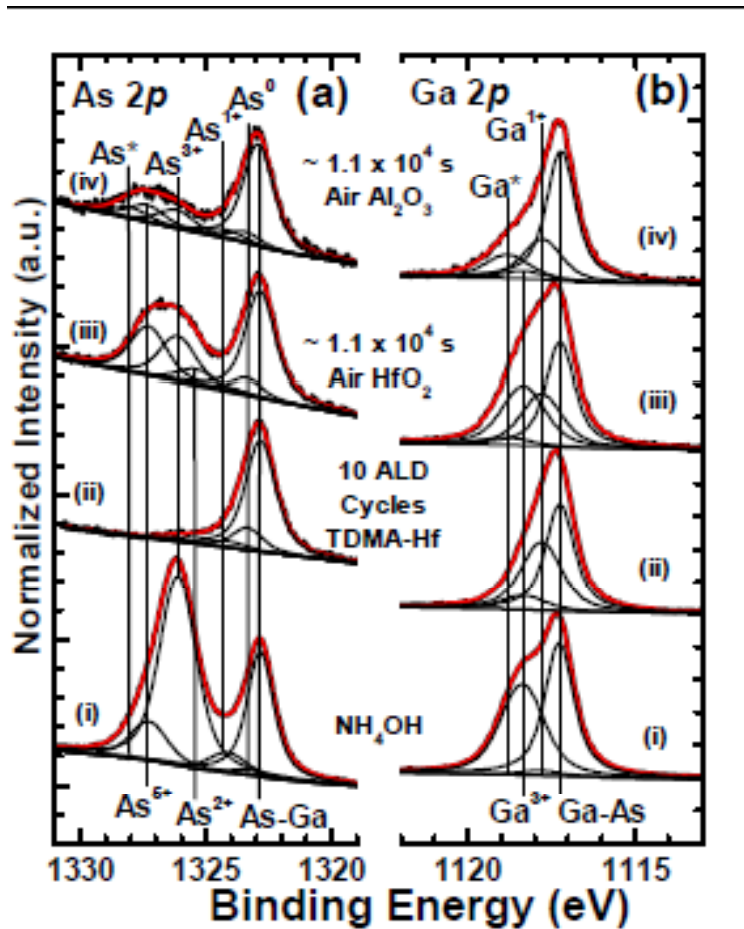 As 2p
As⁰
(a)
As¹⁺
As*
As³⁺
(iv)
~ 1.1 x 10⁴ s
Air Al₂O₃
(iii)
~ 1.1 x 10⁴ s
Air HfO₂
(ii)
10 ALD
Cycles
TDMA-Hf
(i)
NH₄OH
As⁵⁺
As²⁺
As-Ga
1330
1325
1320
Ga 2p
(b)
Ga¹⁺
Ga*
(iv)
(iii)
(ii)
(i)
Ga³⁺
Ga-As
1120
1115
Normalized Intensity (a.u.)
Binding Energy (eV)